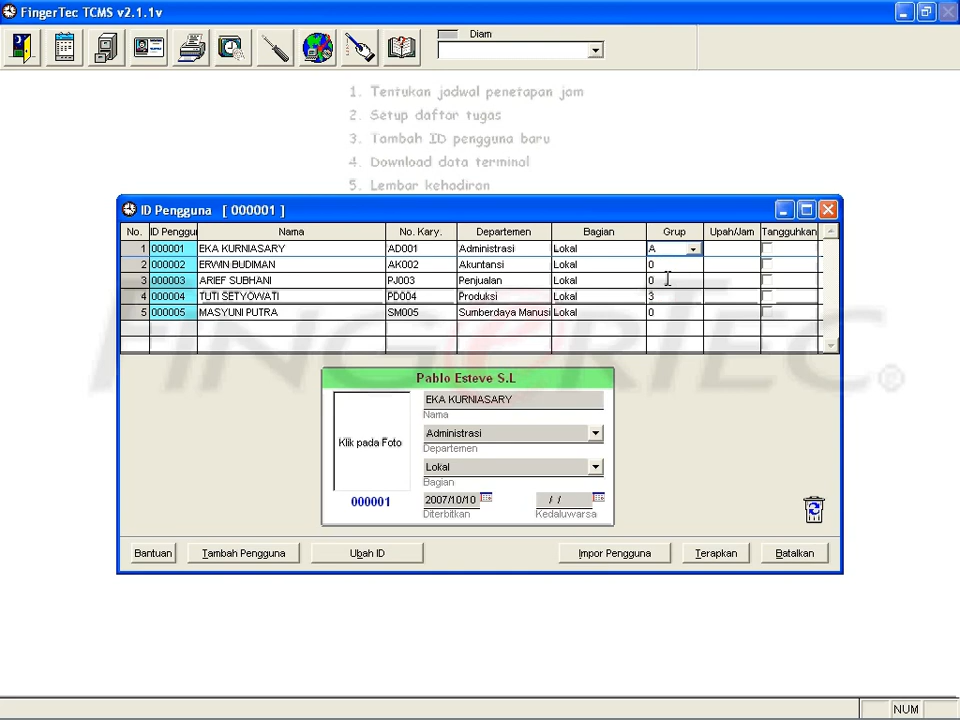 FingerTec TCMS v2.1.1v
Diam
1. Tentukan jadwal penetapan jam
2. Setup daftar tugas
3. Tambah ID pengguna baru
4. Download data terminal
5. Lembar kehadiran
ID Pengguna [ 000001 ]
No. ID Penggu Nama No. Kary. Departemen Bagian Grup Upah/Jam Tangguhkan
1 000001 EKA KURNIASARY AD001 Administrasi Lokal A
2 000002 ERWIN BUDIMAN AK002 Akuntansi Lokal 0
3 000003 ARIEF SUBHANI PJ003 Penjualan Lokal 0
4 000004 TUTI SETYOWATI PD004 Produksi Lokal 3
5 000005 MASYUNI PUTRA SM005 Sumberdaya Manusi Lokal 0
FINGERTEC ®
Pablo Esteve S.L
EKA KURNIASARY
Nama
Klik pada Foto
Administrasi
Departemen
Lokal
Bagian
000001
2007/10/10 / /
Diterbitkan Kedaluwarsa
Bantuan Tambah Pengguna Ubah ID Impor Pengguna Terapkan Batalkan
NUM